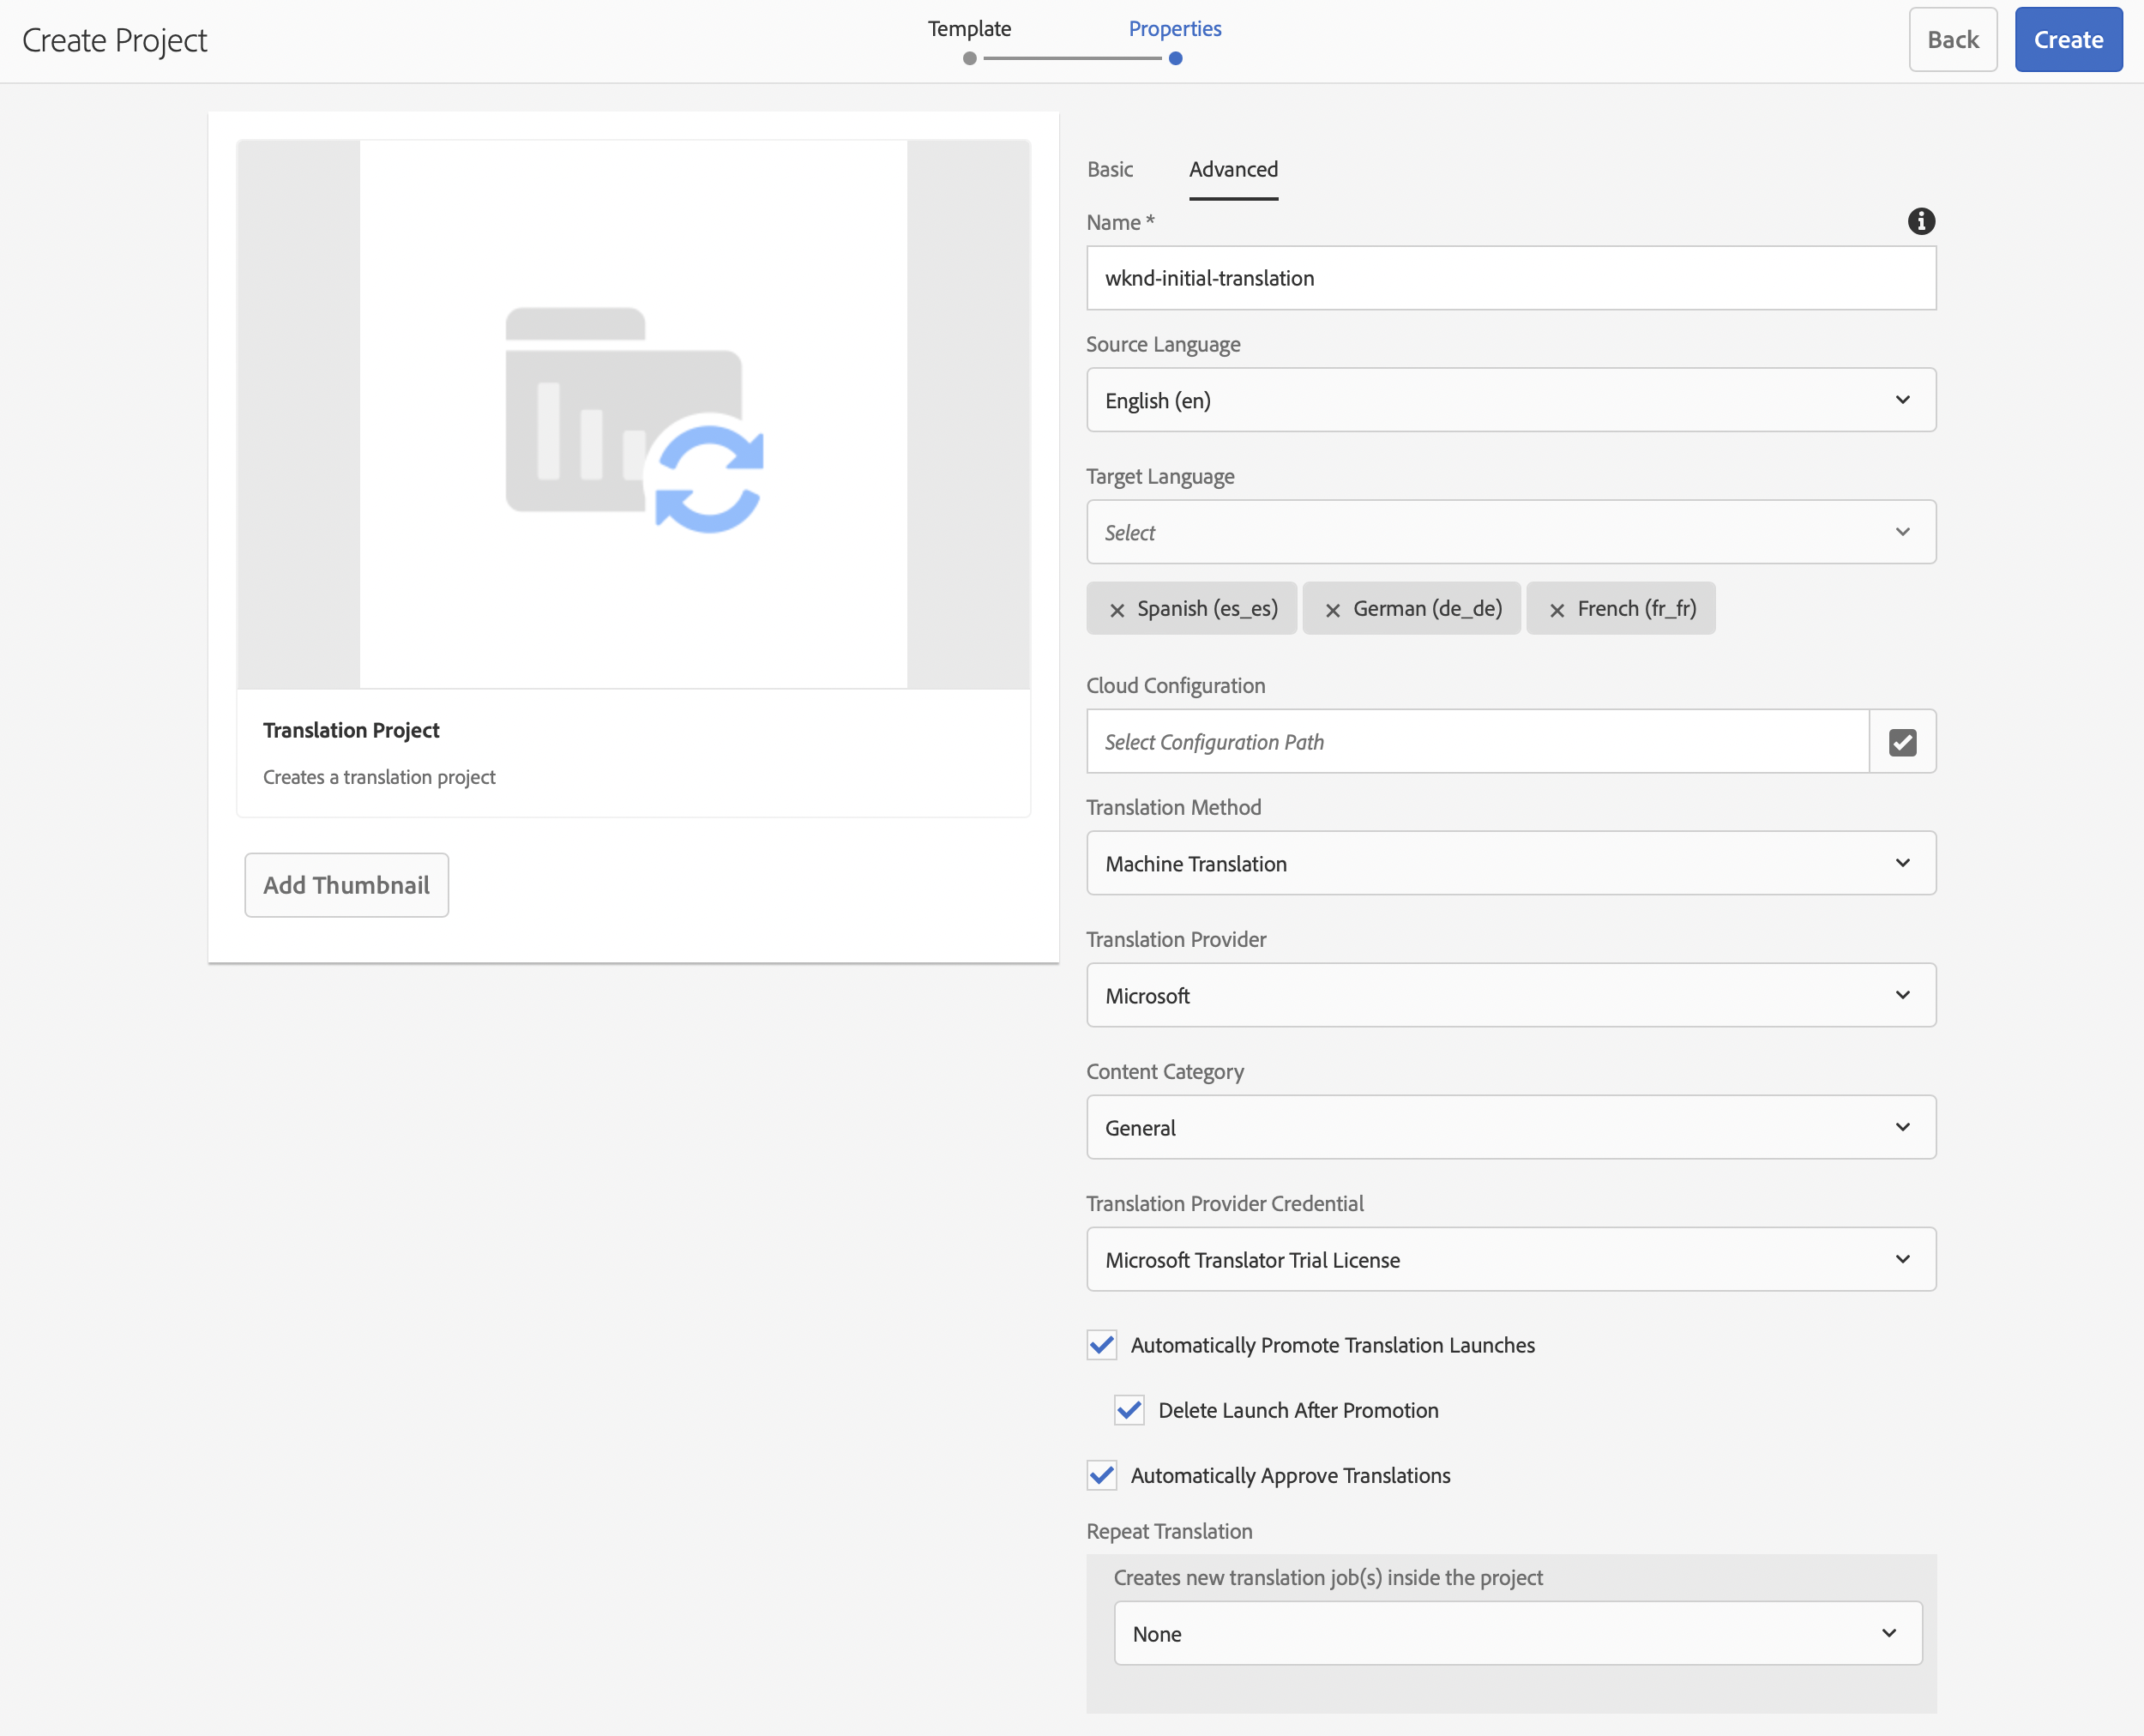 Create Project
Template
Properties
Back
Create
Translation Project
Creates a translation project
Add Thumbnail
Basic
Advanced
Name *
wknd-initial-translation
Source Language
English (en)
Target Language
Select
Spanish (es_es)
German (de_de)
French (fr_fr)
Cloud Configuration
Select Configuration Path
Translation Method
Machine Translation
Translation Provider
Microsoft
Content Category
General
Translation Provider Credential
Microsoft Translator Trial License
Automatically Promote Translation Launches
Delete Launch After Promotion
Automatically Approve Translations
Repeat Translation
Creates new translation job(s) inside the project
None